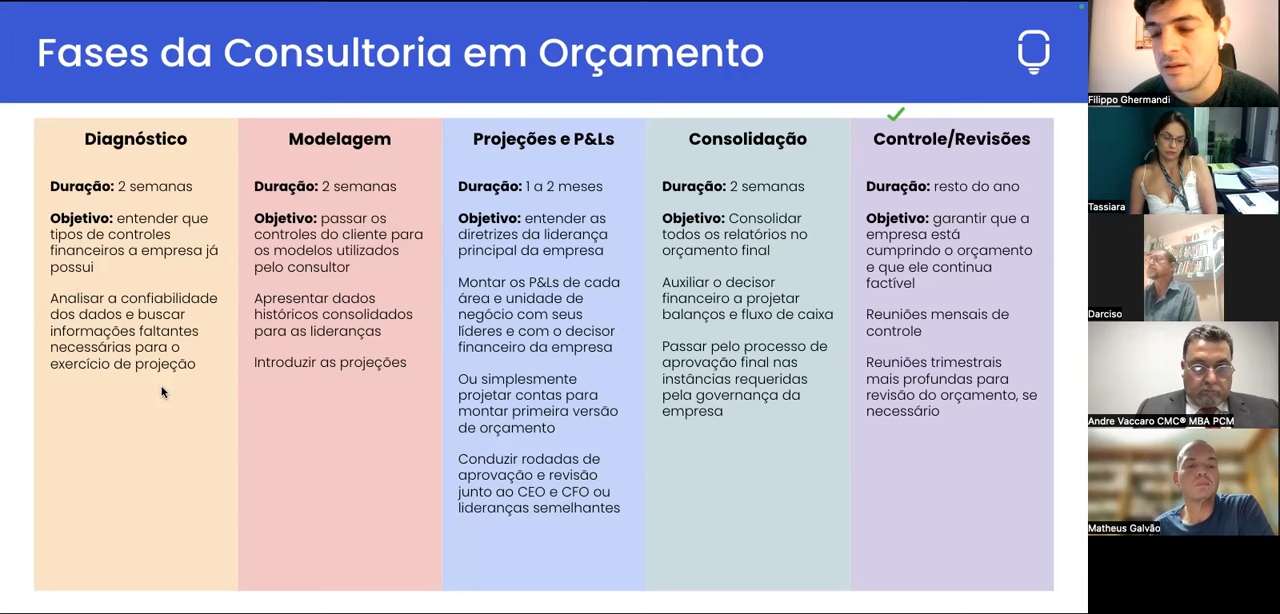 Fases da Consultoria em Orçamento
Diagnóstico
Duração: 2 semanas
Objetivo: entender que
tipos de controles
financeiros a empresa já
possui
Analisar a confiabilidade
dos dados e buscar
informações faltantes
necessárias para o
exercício de projeção
Modelagem
Duração: 2 semanas
Objetivo: passar os
controles do cliente para
os modelos utilizados
pelo consultor
Apresentar dados
históricos consolidados
para as lideranças
Introduzir as projeções
Projeções e P&Ls
Duração: 1 a 2 meses
Objetivo: entender as
diretrizes da liderança
principal da empresa
Montar os P&Ls de cada
área e unidade de
negócio com seus
líderes e com o decisor
financeiro da empresa
Ou simplesmente
projetar contas para
montar primeira versão
de orçamento
Conduzir rodadas de
aprovação e revisão
junto ao CEO e CFO ou
lideranças semelhantes
Consolidação
Duração: 2 semanas
Objetivo: Consolidar
todos os relatórios no
orçamento final
Auxiliar o decisor
financeiro a projetar
balanços e fluxo de caixa
Passar pelo processo de
aprovação final nas
instâncias requeridas
pela governança da
empresa
Controle/Revisões
Duração: resto do ano
Objetivo: garantir que a
empresa está
cumprindo o orçamento
e que ele continua
factível
Reuniões mensais de
controle
Reuniões trimestrais
mais profundas para
revisão do orçamento, se
necessário
Filippo Ghermandi
Tassiara
Darciso
Andre Vaccaro CMC® MBA PCM
Matheus Galvão